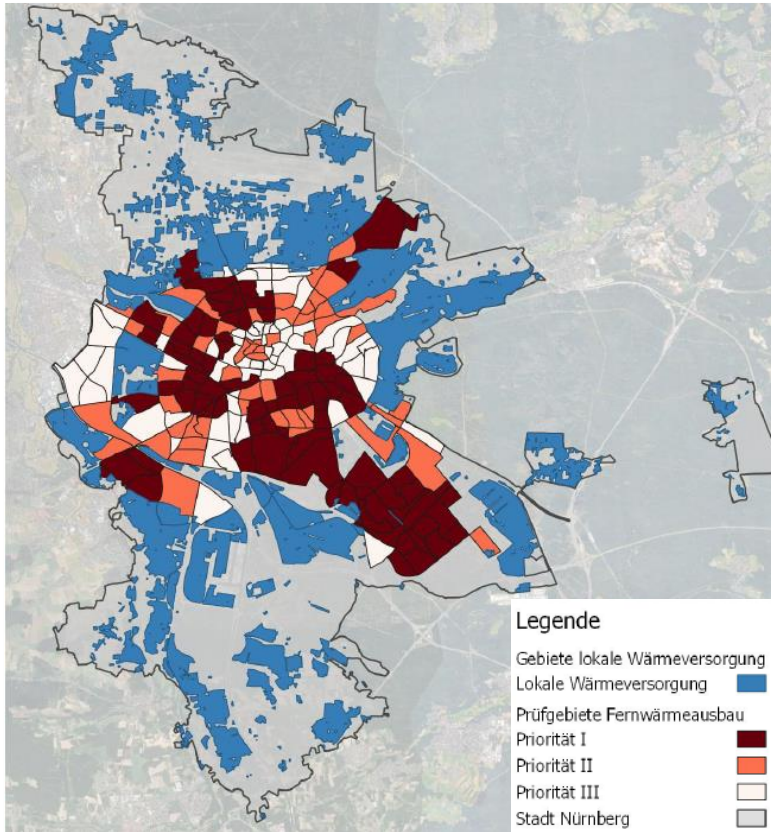 Legende
Gebiete lokale Wärmeversorgung
Lokale Wärmeversorgung
Prüfgebiete Fernwärmeausbau
Priorität I
Priorität II
Priorität III
Stadt Nürnberg